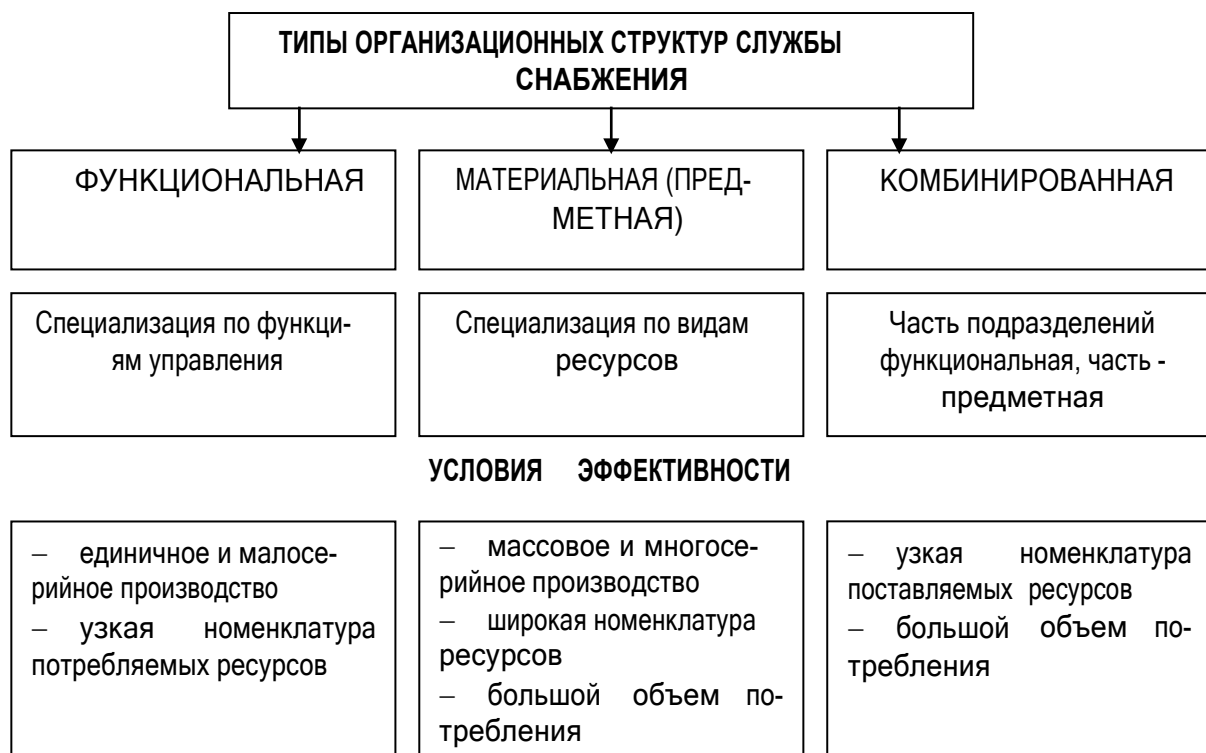 ТИПЫ ОРГАНИЗАЦИОННЫХ СТРУКТУР СЛУЖБЫ
СНАБЖЕНИЯ
ФУНКЦИОНАЛЬНАЯ
МАТЕРИАЛЬНАЯ (ПРЕД-
МЕТНАЯ)
КОМБИНИРОВАННАЯ
Специализация по функци-
ям управления
Специализация по видам
ресурсов
Часть подразделений
функциональная, часть -
предметная
УСЛОВИЯ ЭФФЕКТИВНОСТИ
– единичное и малосе-
рийное производство
– узкая номенклатура
потребляемых ресурсов
– массовое и многосе-
рийное производство
– широкая номенклатура
ресурсов
– большой объем по-
требления
– узкая номенклатура
поставляемых ресурсов
– большой объем по-
требления